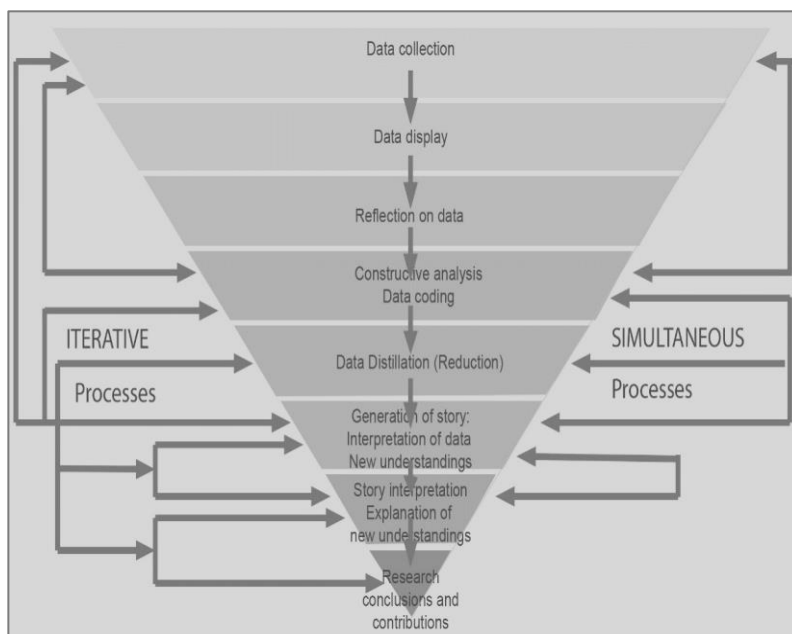 Data collection
Data display
Reflection on data
Constructive analysis
Data coding
ITERATIVE
Processes
Data Distillation (Reduction)
SIMULTANEOUS
Processes
Generation of story:
Interpretation of data
New understandings
Story interpretation
Explanation of
new understandings
Research
conclusions and
contributions